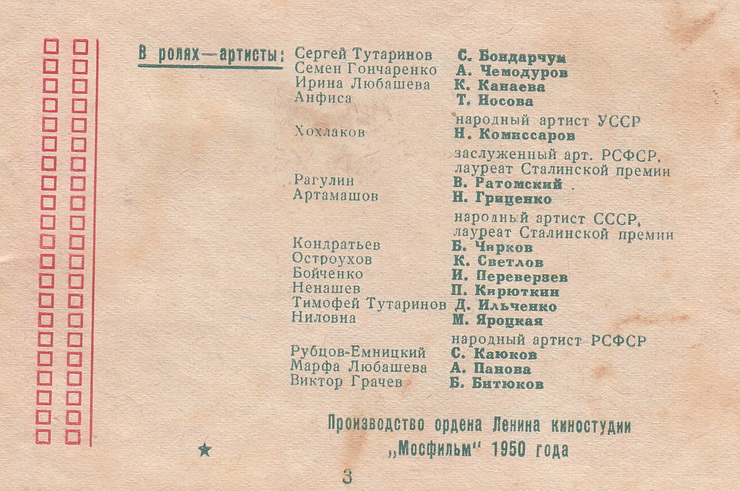 В ролях—артисты:
Сергей Тутаринов С. Бондарчук
Семен Гончаренко А. Чемодуров
Ирина Любашева К. Канаева
Анфиса Т. Носова
народный артист УССР
Хохлаков Н. Комиссаров
заслуженный арт. РСФСР,
лауреат Сталинской премии
Рагулин В. Ратомский
Артамашов Н. Гриценко
народный артист СССР,
лауреат Сталинской премии
Кондратьев Б. Чирков
Остроухов К. Светлов
Бойченко И. Переверзев
Ненашев П. Кирюткин
Тимофей Тутаринов Д. Ильченко
Ниловна М. Яроцкая
народный артист РСФСР
Рубцов-Емницкий С. Каюков
Марфа Любашева А. Панова
Виктор Грачев Б. Битюков
Производство ордена Ленина киностудии
„Мосфильм" 1950 года
3